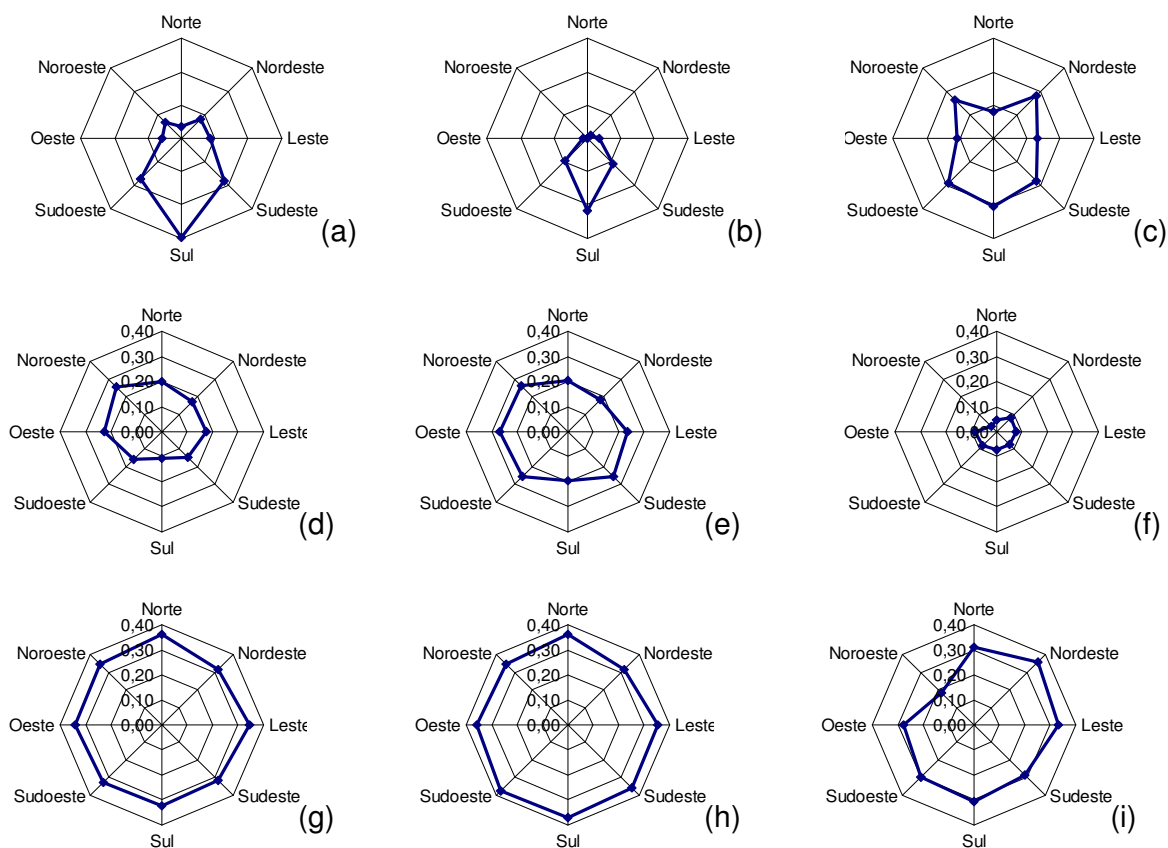 Norte
Norte
Norte
Noroeste Nordeste
Noroeste Nordeste
Noroeste Nordeste
Oeste Leste
Oeste Leste
Oeste Leste
Sudoeste Sudeste
Sudoeste Sudeste
Sudoeste Sudeste
(a)
(b)
(c)
Sul
Sul
Sul
Norte
0,40
Noroeste 0,30 Nordeste
0,20
0,10
Oeste 0,00 Leste
Sudoeste Sudeste
(d)
Sul
Norte
0,40
Noroeste 0,30 Nordeste
0,20
0,10
Oeste 0,00 Leste
Sudoeste Sudeste
(e)
Sul
Norte
0,40
Noroeste 0,30 Nordeste
0,20
0,10
Oeste 0,00 Leste
Sudoeste Sudeste
(f)
Sul
Norte
0,40
Noroeste 0,30 Nordeste
0,20
0,10
Oeste 0,00 Leste
Sudoeste Sudeste
(g)
Sul
Norte
0,40
Noroeste 0,30 Nordeste
0,20
0,10
Oeste 0,00 Leste
Sudoeste Sudeste
(h)
Sul
Norte
0,40
Noroeste 0,30 Nordeste
0,20
0,10
Oeste 0,00 Leste
Sudoeste Sudeste
(i)
Sul